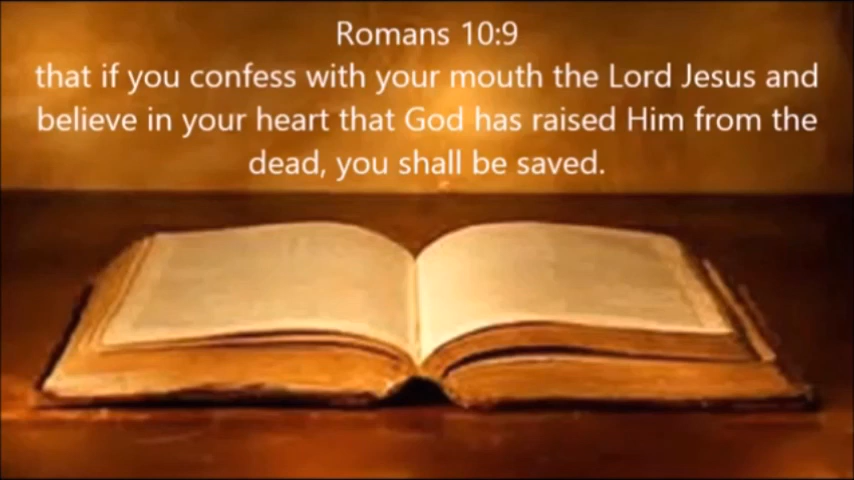 Romans 10:9
that if you confess with your mouth the Lord Jesus and
believe in your heart that God has raised Him from the
dead, you shall be saved.